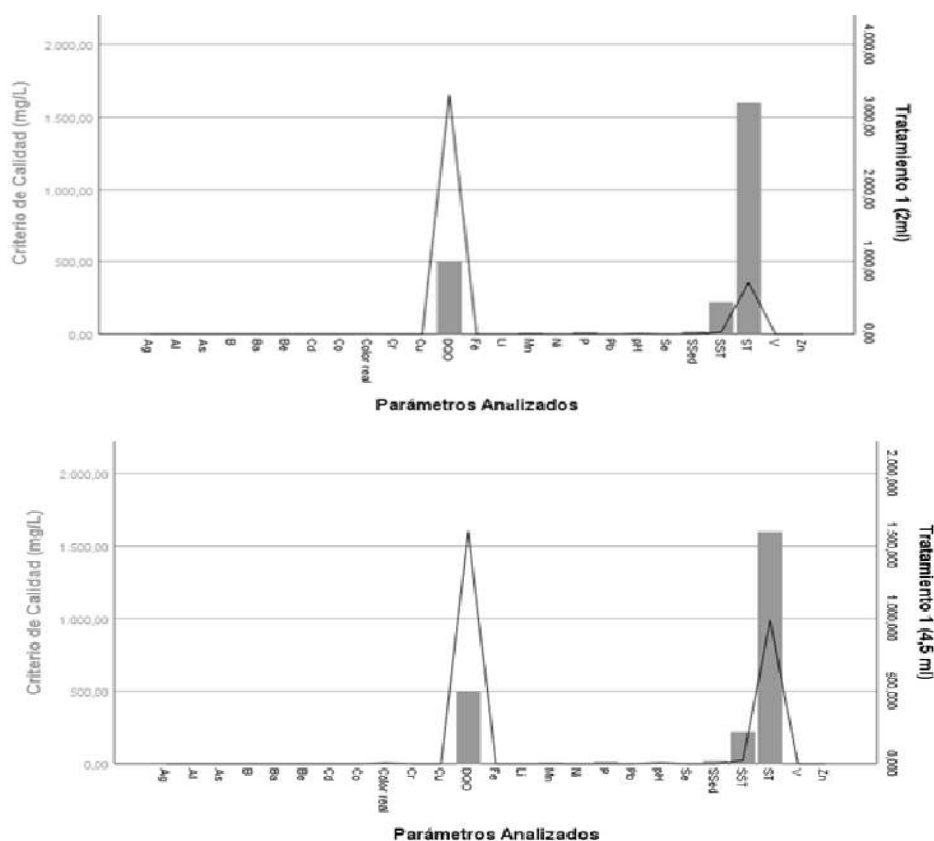 Criterio de Calidad (mg/L)
2.000,00
1.500,00
1.000,00
500,00
0,00
Ag
Al
As
B
Ba
Be
Cd
Co
Color real
Cr
Cu
DQO
Fe
Li
Mn
Ni
P
Pb
pH
Se
SSed
SST
ST
V
Zn
4.000,00
3.000,00
2.000,00
1.000,00
0,00
Tratamiento 1 (2ml)
Parámetros Analizados
Criterio de Calidad (mg/L)
2.000,00
1.500,00
1.000,00
500,00
0,00
Ag
Al
As
B
Ba
Be
Cd
Co
Color real
Cr
Cu
DQO
Fe
Li
Mn
Ni
P
Pb
pH
Se
SSed
SST
ST
V
Zn
2.000,000
1.500,000
1.000,000
500,000
0,000
Tratamiento 1 (4,5 ml)
Parámetros Analizados